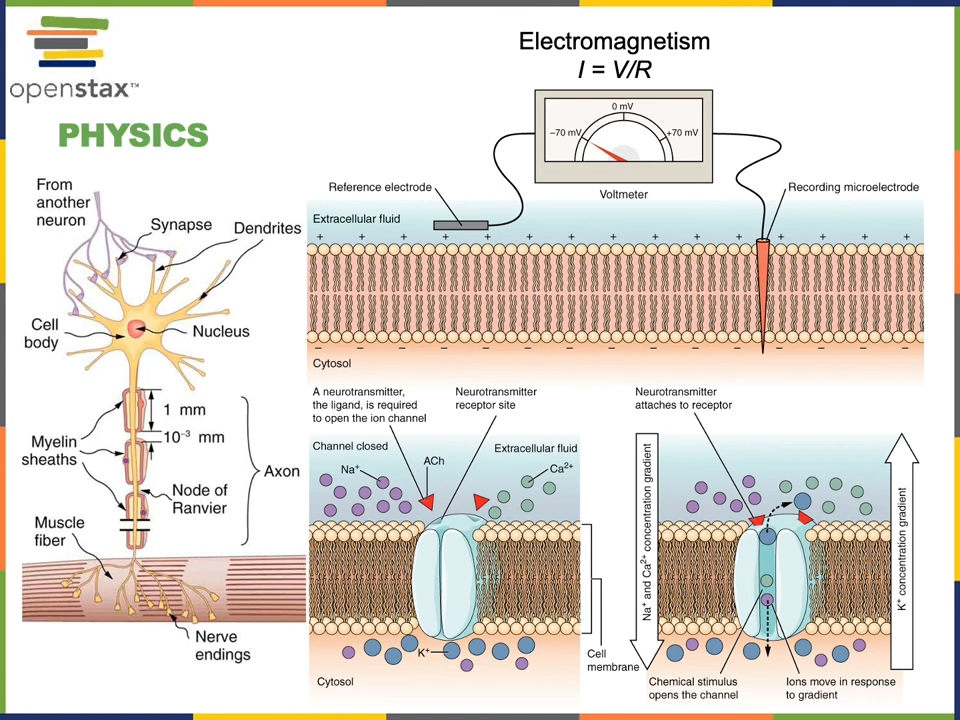 openstax™
PHYSICS
Electromagnetism
I = V/R
0 mV
–70 mV
+70 mV
Voltmeter
Reference electrode
Recording microelectrode
Extracellular fluid
+ + + + + + + + + + + +
– – – – – – – – – – – – – –
Cytosol
From
another
neuron
Synapse
Dendrites
Cell
body
Nucleus
1 mm
10⁻³ mm
Myelin
sheaths
Axon
Node of
Ranvier
Muscle
fiber
Nerve
endings
A neurotransmitter,
the ligand, is required
to open the ion channel
Neurotransmitter
receptor site
Channel closed
Extracellular fluid
Na⁺
ACh
Ca²⁺
K⁺
Cytosol
Cell
membrane
Neurotransmitter
attaches to receptor
Na⁺ and Ca²⁺ concentration gradient
K⁺ concentration gradient
Chemical stimulus
opens the channel
Ions move in response
to gradient